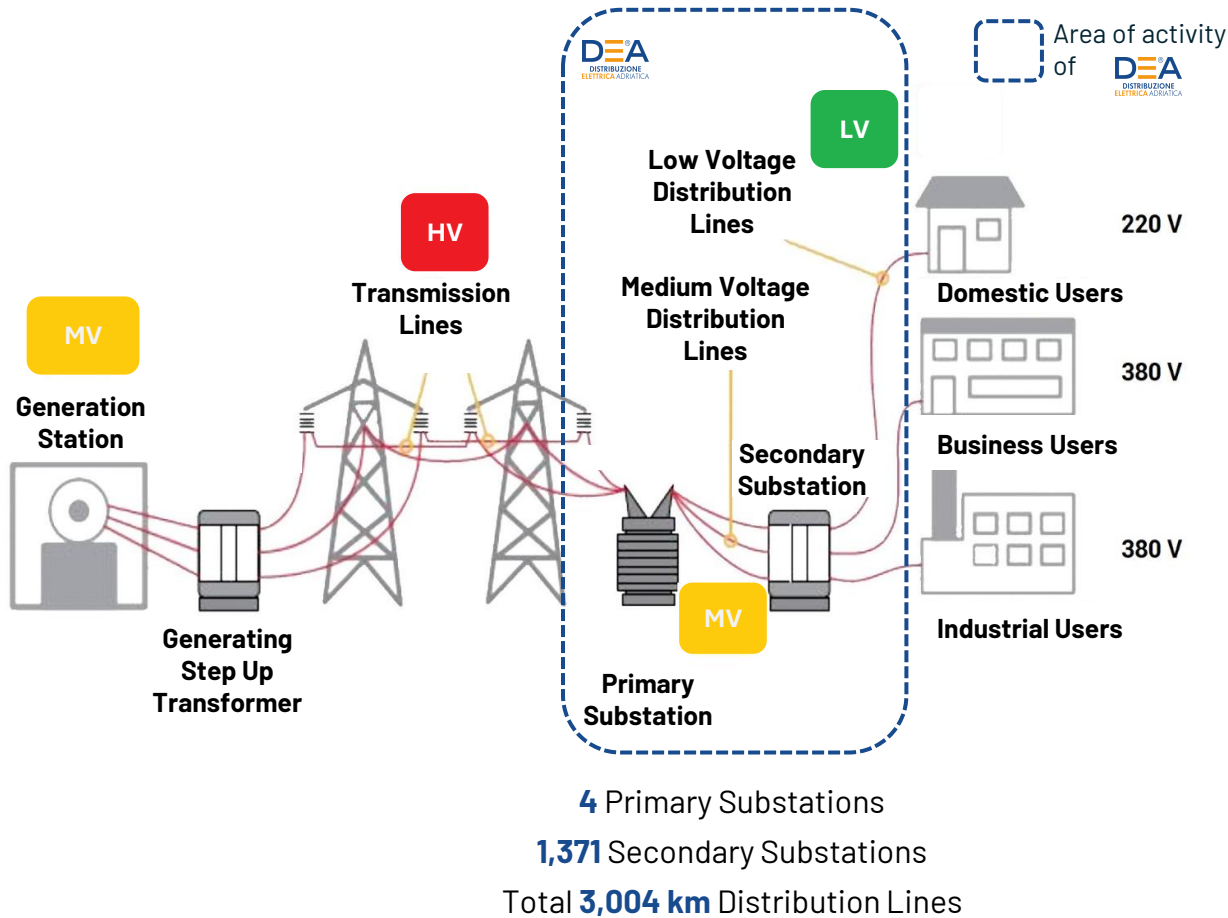 DEA®
DISTRIBUZIONE
ELETTRICA ADRIATICA
Area of activity
of
DEA®
DISTRIBUZIONE
ELETTRICA ADRIATICA
LV
Low Voltage
Distribution
Lines
HV
Transmission
Lines
220 V
Domestic Users
Medium Voltage
Distribution
Lines
MV
Generation
Station
380 V
Business Users
Secondary
Substation
380 V
Industrial Users
MV
Generating
Step Up
Transformer
Primary
Substation
4 Primary Substations
1,371 Secondary Substations
Total 3,004 km Distribution Lines